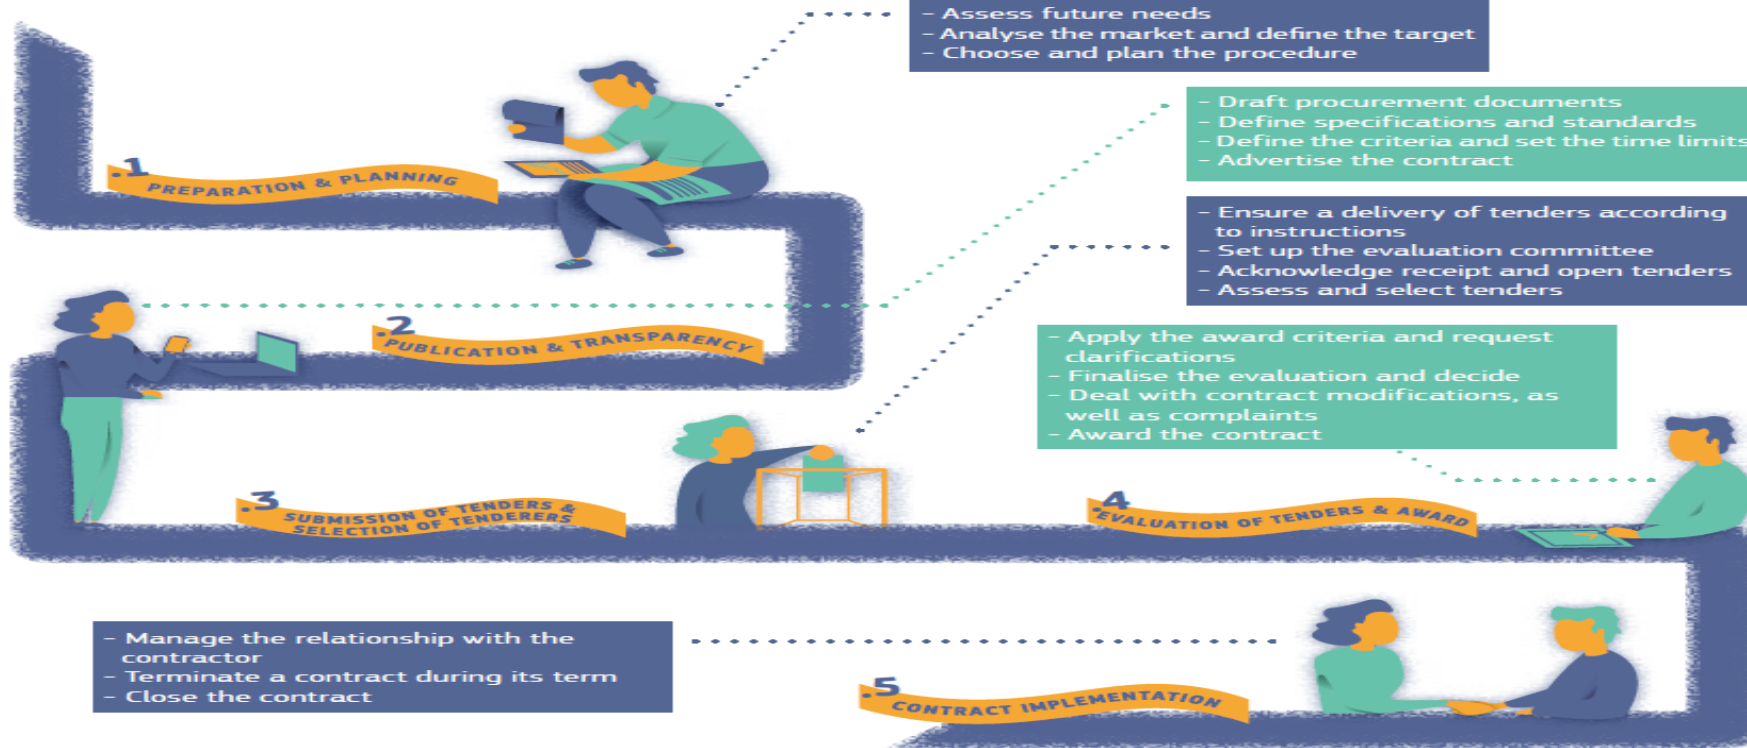 - Assess future needs
- Analyse the market and define the target
- Choose and plan the procedure
.1
PREPARATION & PLANNING
- Draft procurement documents
- Define specifications and standards
- Define the criteria and set the time limits
- Advertise the contract
.2
PUBLICATION & TRANSPARENCY
- Ensure a delivery of tenders according
to instructions
- Set up the evaluation committee
- Acknowledge receipt and open tenders
- Assess and select tenders
.3
SUBMISSION OF TENDERS &
SELECTION OF TENDERERS
- Apply the award criteria and request
clarifications
- Finalise the evaluation and decide
- Deal with contract modifications, as
well as complaints
- Award the contract
.4
EVALUATION OF TENDERS & AWARD
- Manage the relationship with the
contractor
- Terminate a contract during its term
- Close the contract
.5
CONTRACT IMPLEMENTATION